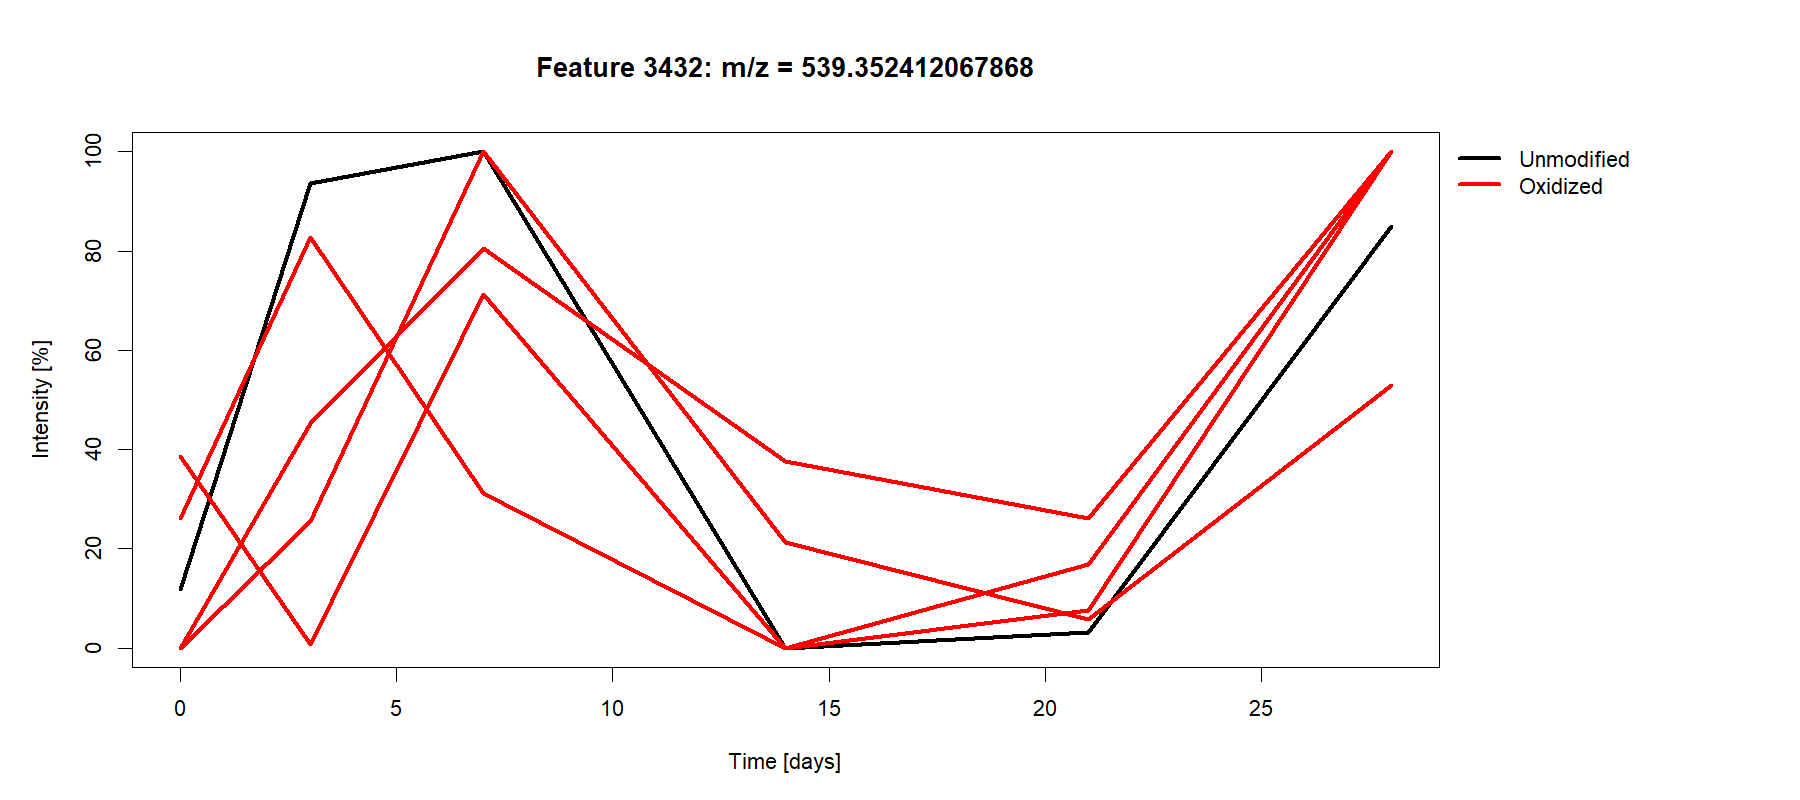 Feature 3432: m/z = 539.352412067868
Unmodified
Oxidized
Intensity [%]
100
80
60
40
20
0
0 5 10 15 20 25
Time [days]